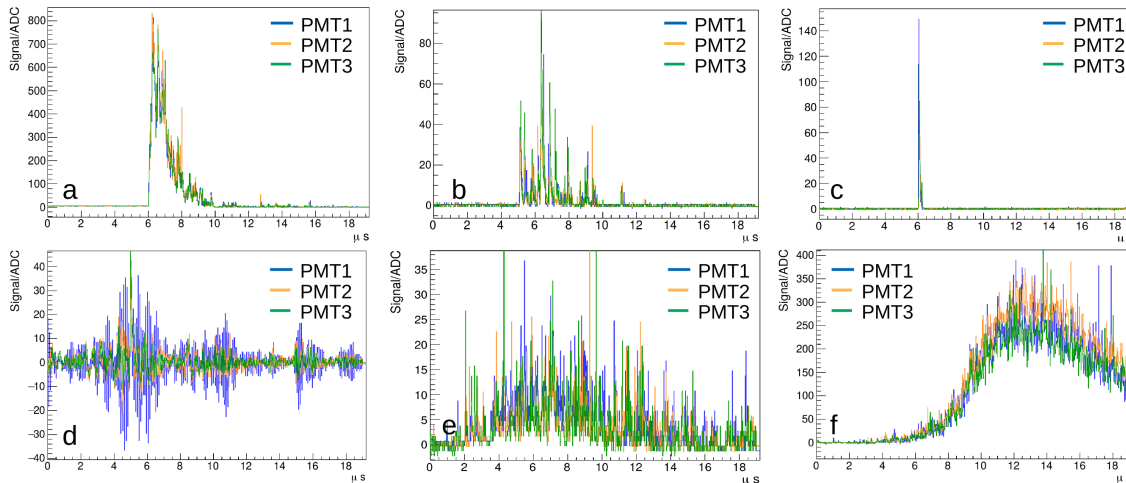 Signal/ADC
800
700
600
500
400
300
200
100
0
PMT1
PMT2
PMT3
a
0 2 4 6 8 10 12 14 16 18
μ s
Signal/ADC
80
60
40
20
0
PMT1
PMT2
PMT3
b
0 2 4 6 8 10 12 14 16 18
μ s
Signal/ADC
140
120
100
80
60
40
20
0
PMT1
PMT2
PMT3
c
0 2 4 6 8 10 12 14 16 18
μ
Signal/ADC
40
30
20
10
0
−10
−20
−30
−40
PMT1
PMT2
PMT3
d
0 2 4 6 8 10 12 14 16 18
μ s
Signal/ADC
35
30
25
20
15
10
5
0
PMT1
PMT2
PMT3
e
0 2 4 6 8 10 12 14 16 18
μ s
Signal/ADC
400
350
300
250
200
150
100
50
0
PMT1
PMT2
PMT3
f
0 2 4 6 8 10 12 14 16 18
μ